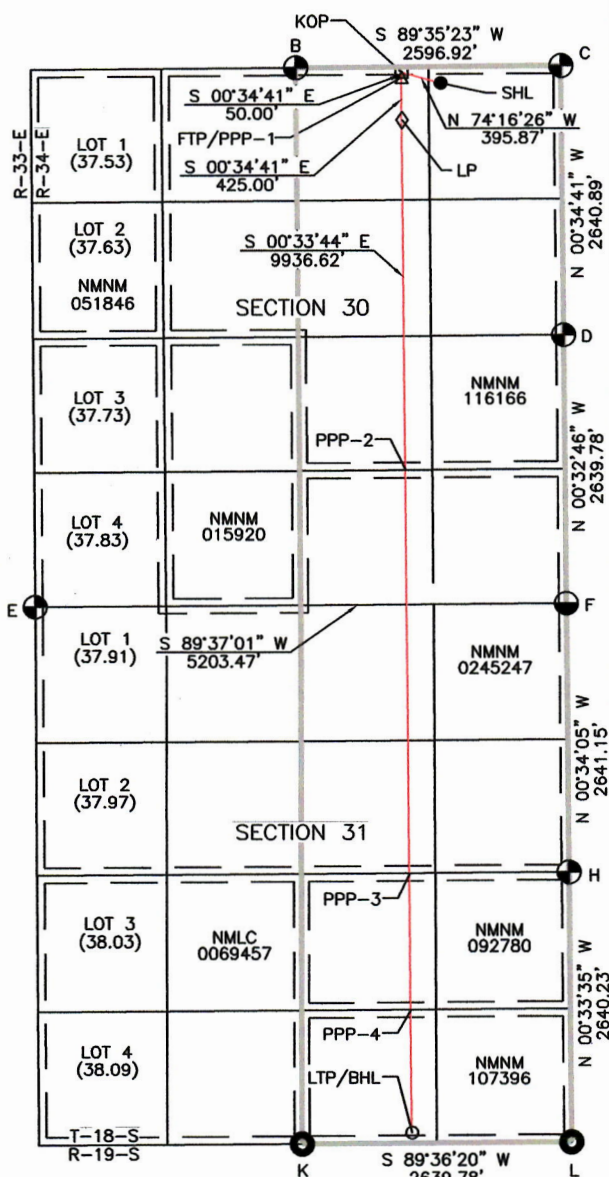 KOP
S 89°35'23" W
2596.92'
B
C
S 00°34'41" E
50.00'
SHL
FTP/PPP-1
N 74°16'26" W
395.87'
S 00°34'41" E
425.00'
LP
R-33-E
R-34-E
LOT 1
(37.53)
N 00°34'41" W
2640.89'
LOT 2
(37.63)
NMNM
051846
S 00°33'44" E
9936.62'
SECTION 30
D
LOT 3
(37.73)
NMNM
116166
PPP-2
N 00°32'46" W
2639.78'
LOT 4
(37.83)
NMNM
015920
E
F
S 89°37'01" W
5203.47'
LOT 1
(37.91)
NMNM
0245247
N 00°34'05" W
2641.15'
LOT 2
(37.97)
SECTION 31
H
PPP-3
LOT 3
(38.03)
NMLC
0069457
NMNM
092780
N 00°33'35" W
2640.23'
PPP-4
LOT 4
(38.09)
NMNM
107396
LTP/BHL
T-18-S
R-19-S
K
L
S 89°36'20" W
2639.78'